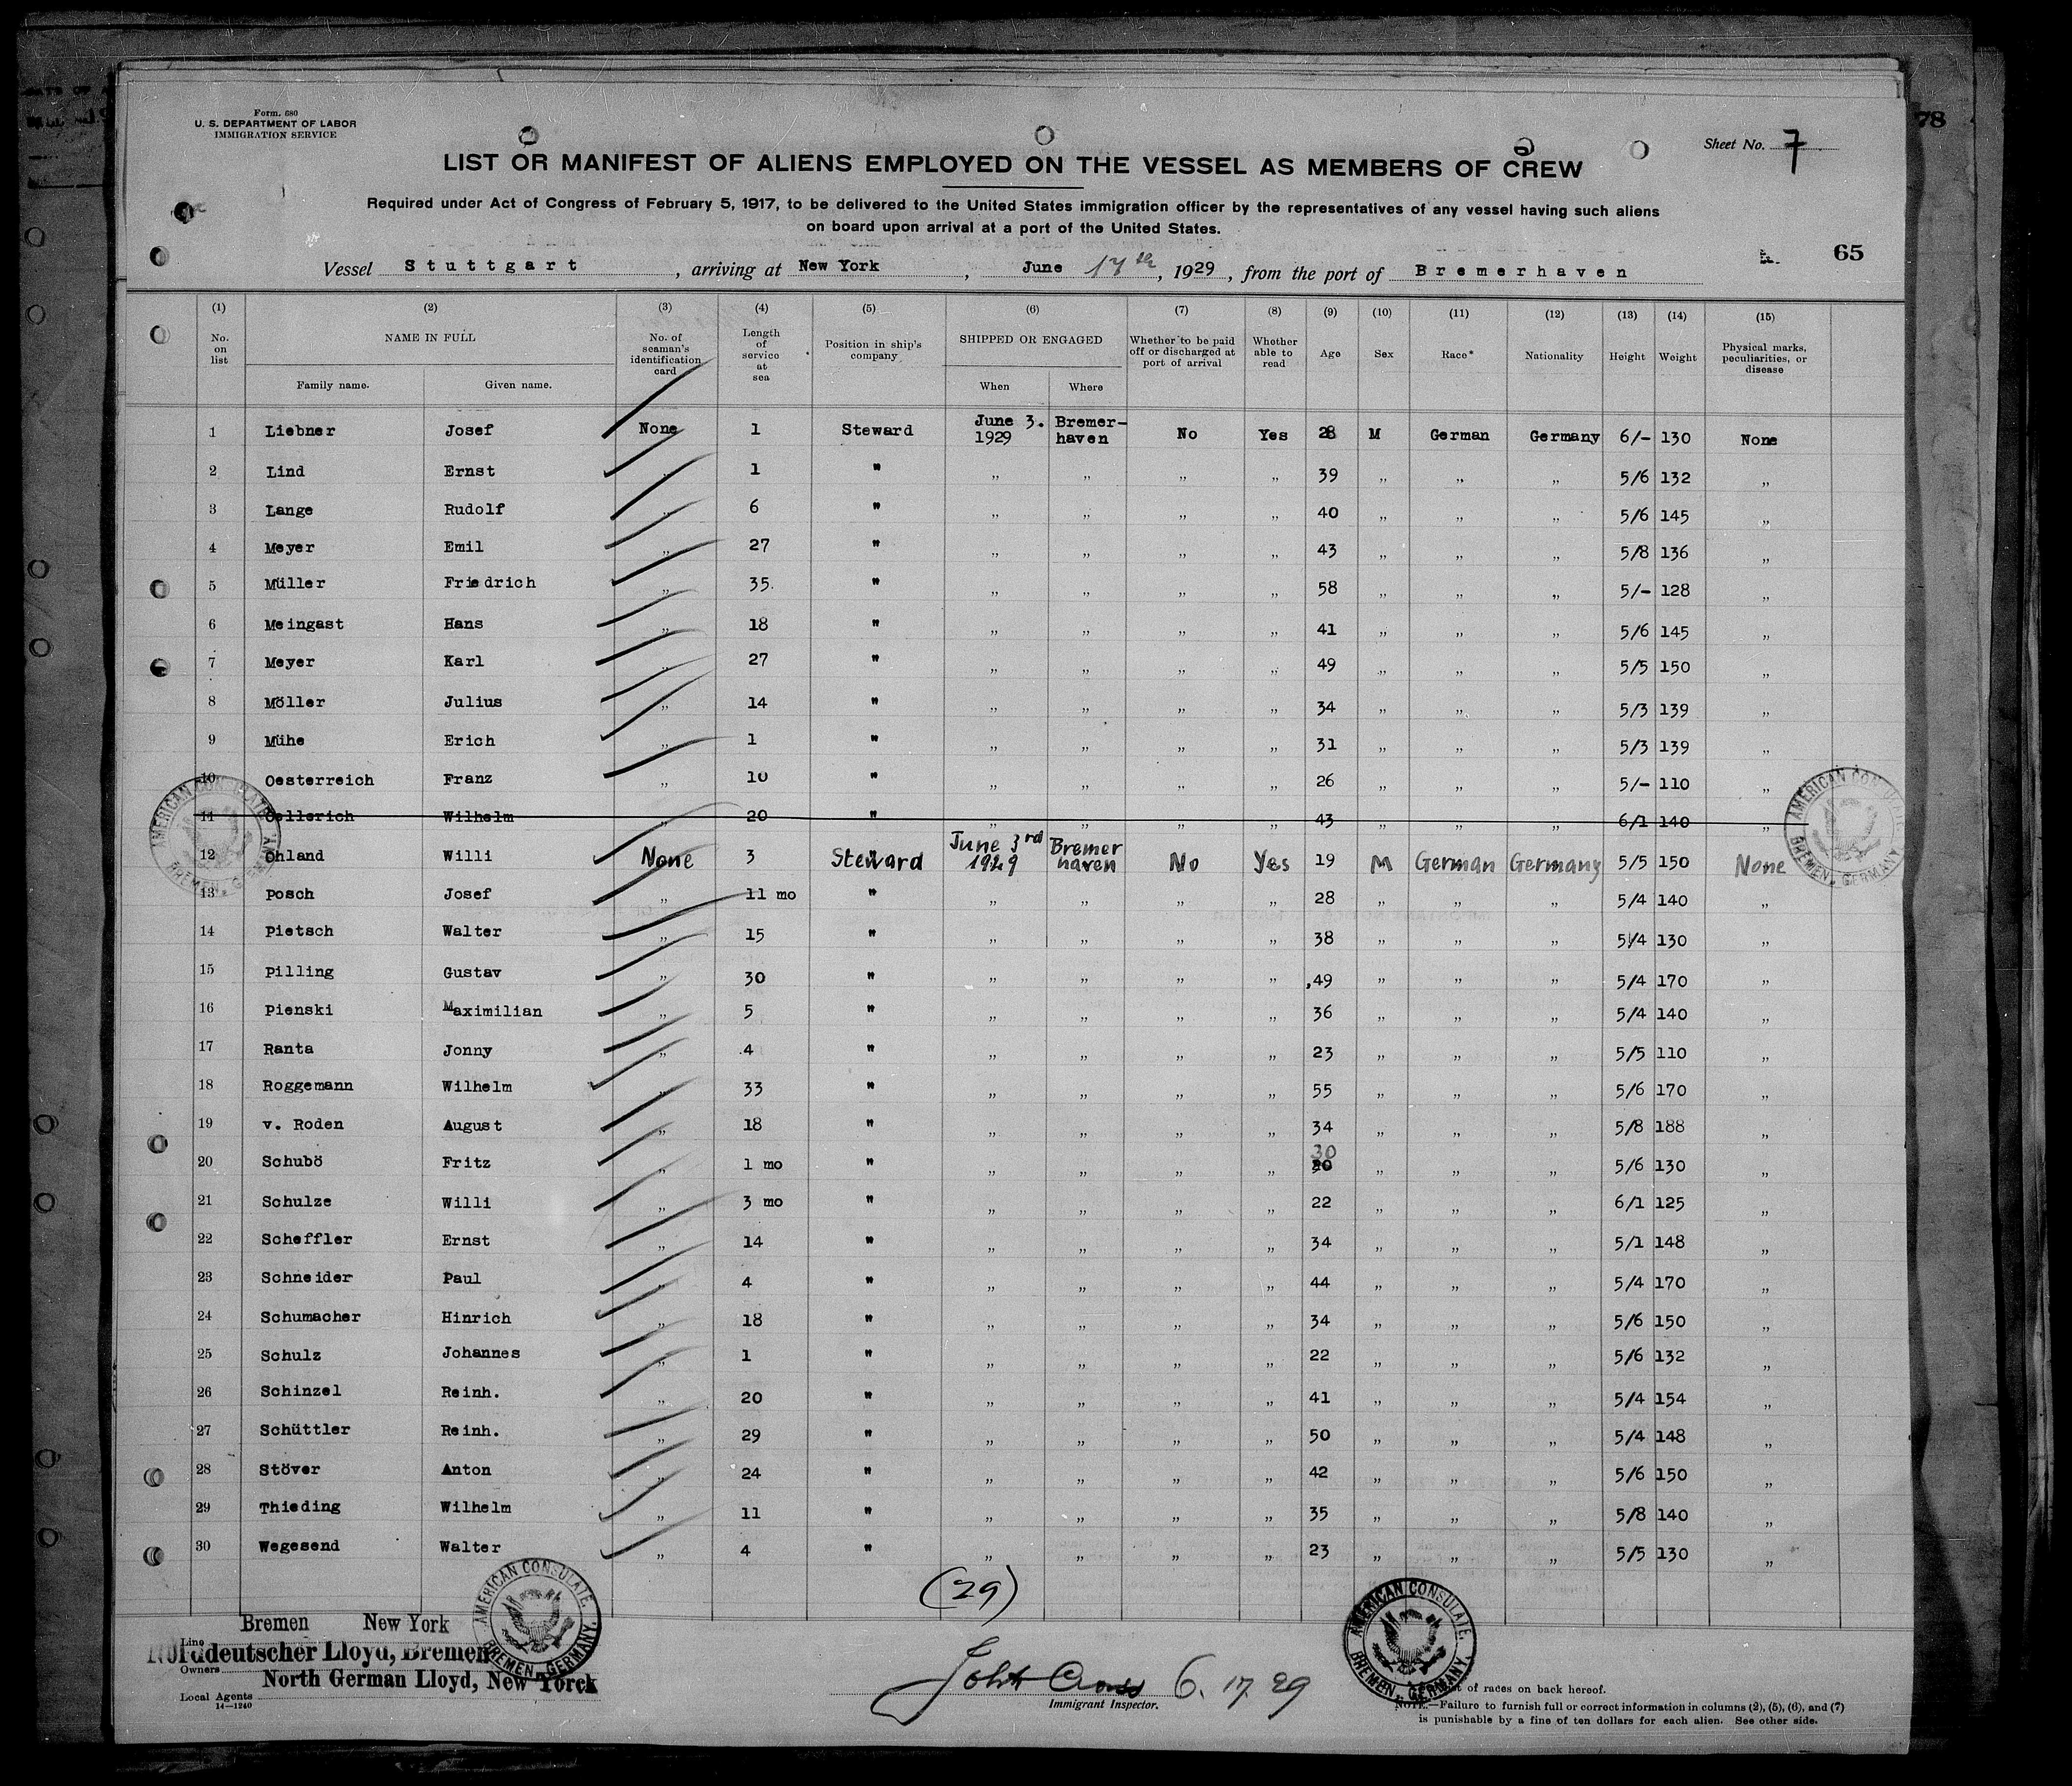 78
Form. 680
U. S. DEPARTMENT OF LABOR
IMMIGRATION SERVICE
Sheet No. 7
LIST OR MANIFEST OF ALIENS EMPLOYED ON THE VESSEL AS MEMBERS OF CREW
Required under Act of Congress of February 5, 1917, to be delivered to the United States immigration officer by the representatives of any vessel having such aliens
on board upon arrival at a port of the United States.
65
Vessel Stuttgart, arriving at New York, June 17th, 1929, from the port of Bremerhaven
(1) (2) (3) (4) (5) (6) (7) (8) (9) (10) (11) (12) (13) (14) (15)
No. on list NAME IN FULL No. of seaman's identification card Length of service at sea Position in ship's company SHIPPED OR ENGAGED Whether to be paid off or discharged at port of arrival Whether able to read Age Sex Race* Nationality Height Weight Physical marks, peculiarities, or disease
Family name. Given name. When Where
1 Liebner Josef None 1 Steward June 3. 1929 Bremer-haven No Yes 28 M German Germany 6/- 130 None
2 Lind Ernst " 1 " " " " " 39 " " " 5/6 132 "
3 Lange Rudolf " 6 " " " " " 40 " " " 5/6 145 "
4 Meyer Emil " 27 " " " " " 43 " " " 5/8 136 "
5 Müller Friedrich " 35. " " " " " 58 " " " 5/- 128 "
6 Meingast Hans " 18 " " " " " 41 " " " 5/6 145 "
7 Meyer Karl " 27 " " " " " 49 " " " 5/5 150 "
8 Möller Julius " 14 " " " " " 34 " " " 5/3 139 "
9 Mühe Erich " 1 " " " " " 31 " " " 5/3 139 "
10 Oesterreich Franz " 10 " " " " " 26 " " " 5/- 110 "
11 Oellerich Wilhelm " 20 " " " " " 43 " " " 6/1 140 "
12 Ohland Willi None 3 Steward June 3rd 1929 Bremer haven No Yes 19 M German Germany 5/5 150 None
13 Posch Josef " 11 mo " " " " " 28 " " " 5/4 140 "
14 Pietsch Walter " 15 " " " " " 38 " " " 5/4 130 "
15 Pilling Gustav " 30 " " " " " 49 " " " 5/4 170 "
16 Pienski Maximilian " 5 " " " " " 36 " " " 5/4 140 "
17 Ranta Jonny " 4 " " " " " 23 " " " 5/5 110 "
18 Roggemann Wilhelm " 33 " " " " " 55 " " " 5/6 170 "
19 v. Roden August " 18 " " " " " 34 " " " 5/8 188 "
20 Schubö Fritz " 1 mo " " " " " 30 " " " 5/6 130 "
21 Schulze Willi " 3 mo " " " " " 22 " " " 6/1 125 "
22 Scheffler Ernst " 14 " " " " " 34 " " " 5/1 148 "
23 Schneider Paul " 4 " " " " " 44 " " " 5/4 170 "
24 Schumacher Hinrich " 18 " " " " " 34 " " " 5/6 150 "
25 Schulz Johannes " 1 " " " " " 22 " " " 5/6 132 "
26 Schinzel Reinh. " 20 " " " " " 41 " " " 5/4 154 "
27 Schüttler Reinh. " 29 " " " " " 50 " " " 5/4 148 "
28 Stöver Anton " 24 " " " " " 42 " " " 5/6 150 "
29 Thieding Wilhelm " 11 " " " " " 35 " " " 5/8 140 "
30 Wegesend Walter " 4 " " " " " 23 " " " 5/5 130 "
AMERICAN CONSULATE. BREMEN, GERMANY.
AMERICAN CONSULATE. BREMEN, GERMANY.
(29)
Bremen New York
Line
Norddeutscher Lloyd, Bremen
Owners
North German Lloyd, New Yorck
Local Agents
14—1240
AMERICAN CONSULATE. BREMEN, GERMANY.
John Cross 6. 17. 29
Immigrant Inspector.
AMERICAN CONSULATE. BREMEN, GERMANY.
of races on back hereof.
NOTE.—Failure to furnish full or correct information in columns (2), (5), (6), and (7)
is punishable by a fine of ten dollars for each alien. See other side.